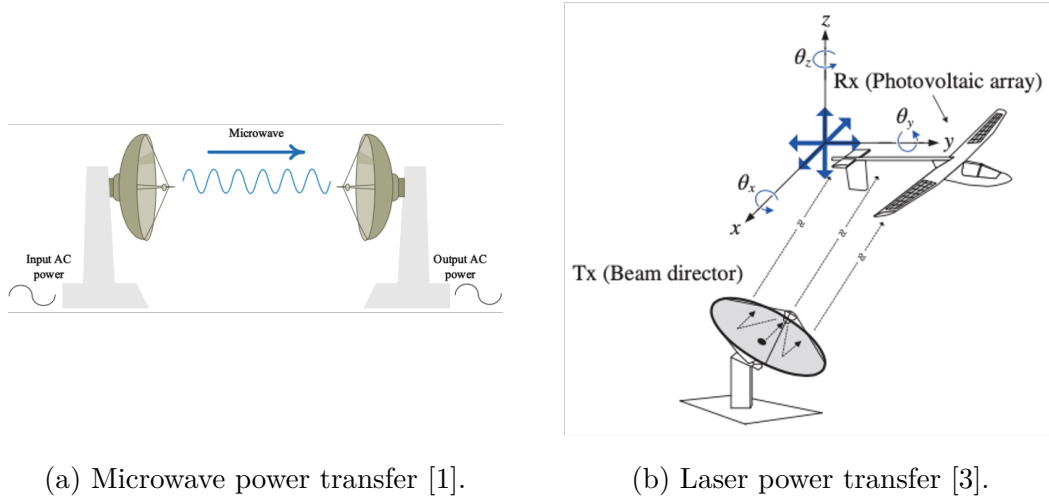 Microwave
Input AC
power
Output AC
power
(a) Microwave power transfer [1].
z
θz
Rx (Photovoltaic array)
θy
y
θx
x
Tx (Beam director)
(b) Laser power transfer [3].